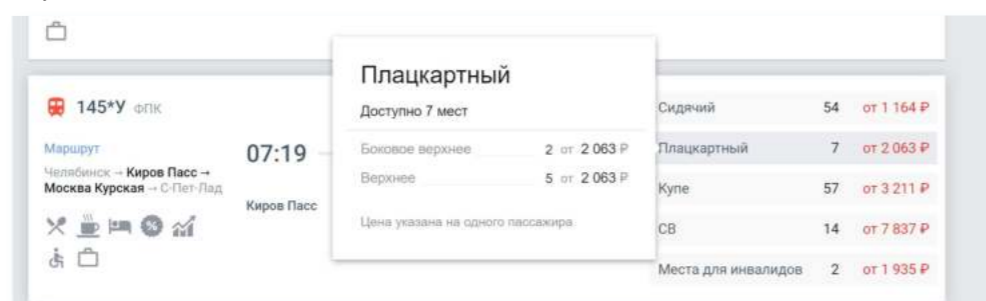 145*У ФПК
Маршрут
Челябинск → Киров Пасс →
Москва Курская → С-Пет-Лад
07:19
Киров Пасс
Плацкартный
Доступно 7 мест
Боковое верхнее 2 от 2 063 ₽
Верхнее 5 от 2 063 ₽
Цена указана на одного пассажира
Сидячий 54 от 1 164 ₽
Плацкартный 7 от 2 063 ₽
Купе 57 от 3 211 ₽
СВ 14 от 7 837 ₽
Места для инвалидов 2 от 1 935 ₽